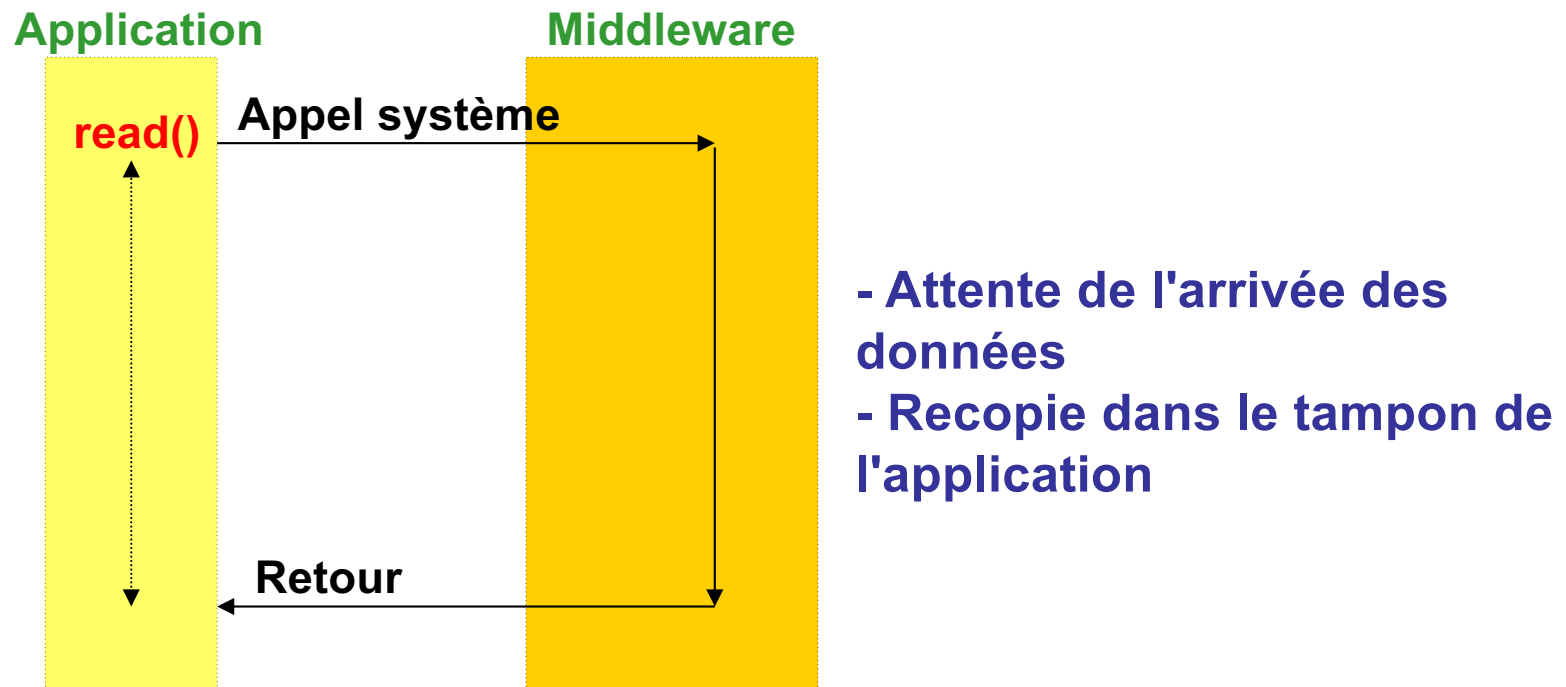 Application
Middleware
read()
Appel système
- Attente de l'arrivée des
données
- Recopie dans le tampon de
l'application
Retour